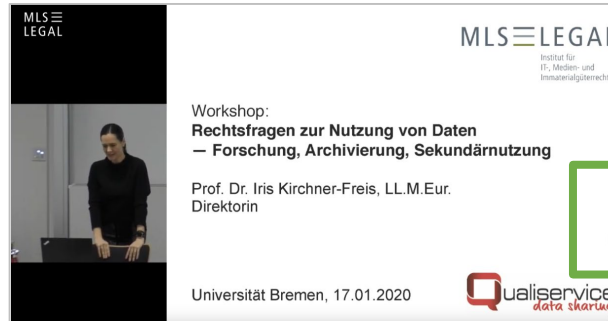 MLS
LEGAL
MLS LEGAL
Institut für
IT-, Medien- und
Immaterialgüterrecht
Workshop:
Rechtsfragen zur Nutzung von Daten
— Forschung, Archivierung, Sekundärnutzung
Prof. Dr. Iris Kirchner-Freis, LL.M.Eur.
Direktorin
Universität Bremen, 17.01.2020
Qualiservice
data sharing